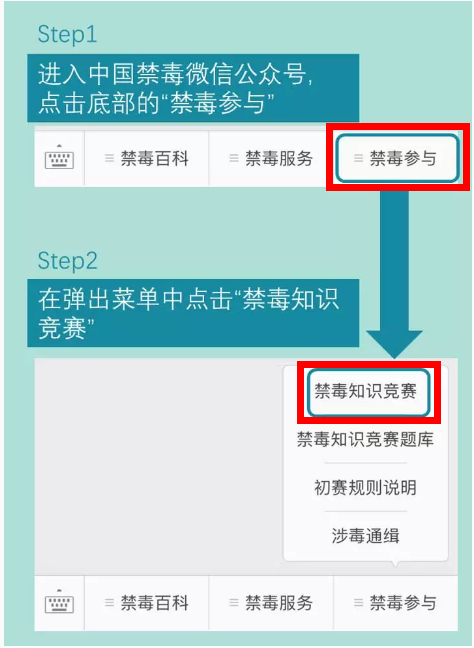 Step1
进入中国禁毒微信公众号,
点击底部的“禁毒参与”
禁毒百科 禁毒服务 禁毒参与
Step2
在弹出菜单中点击“禁毒知识
竞赛”
禁毒知识竞赛
禁毒知识竞赛题库
初赛规则说明
涉毒通缉
禁毒百科 禁毒服务 禁毒参与